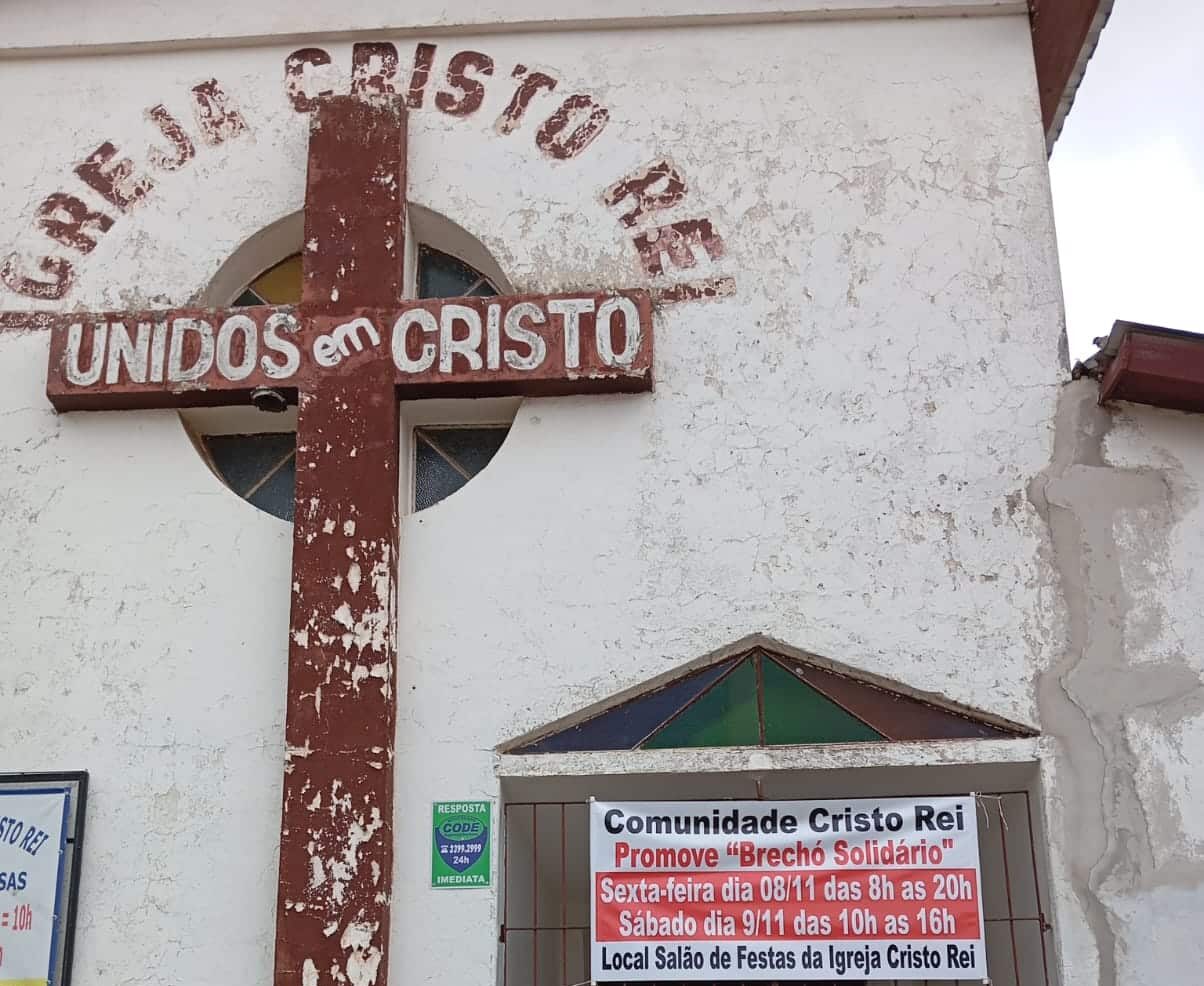 IGREJA CRISTO REI
UNIDOS em CRISTO
RESPOSTA
CODE
3399.2999
24h
IMEDIATA
Comunidade Cristo Rei
Promove “Brechó Solidário"
Sexta-feira dia 08/11 das 8h as 20h
Sábado dia 9/11 das 10h as 16h
Local Salão de Festas da Igreja Cristo Rei
STO REI
SAS
= 10h